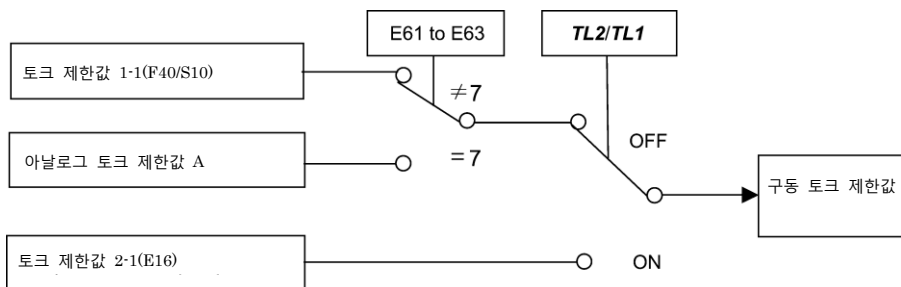 E61 to E63
TL2/TL1
토크 제한값 1-1(F40/S10)
≠7
OFF
아날로그 토크 제한값 A
=7
구동 토크 제한값
토크 제한값 2-1(E16)
ON